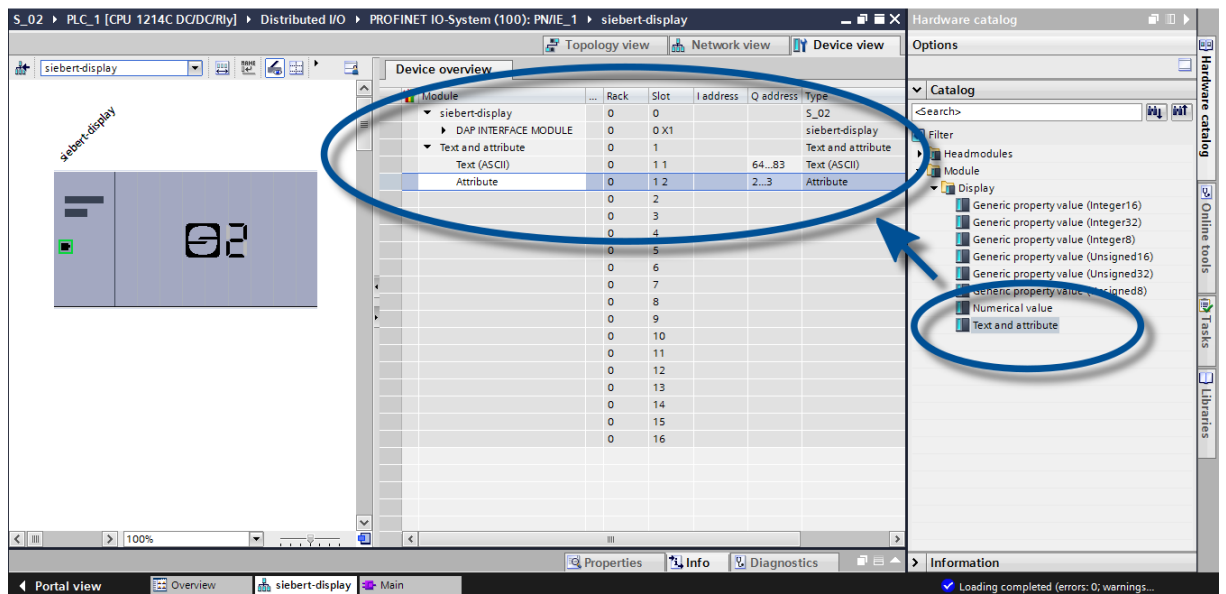 S_02 ▸ PLC_1 [CPU 1214C DC/DC/Rly] ▸ Distributed I/O ▸ PROFINET IO-System (100): PN/IE_1 ▸ siebert-display
Hardware catalog
Topology view Network view Device view
Options
siebert-display
Device overview
siebert-display
Module ... Rack Slot I address Q address Type
siebert-display 0 0 S_02
DAP INTERFACE MODULE 0 0 X1 siebert-display
Text and attribute 0 1 Text and attribute
Text (ASCII) 0 1 1 64...83 Text (ASCII)
Attribute 0 1 2 2...3 Attribute
0 2
0 3
0 4
0 5
0 6
0 7
0 8
0 9
0 10
0 11
0 12
0 13
0 14
0 15
0 16
Catalog
<Search>
Filter
Headmodules
Module
Display
Generic property value (Integer16)
Generic property value (Integer32)
Generic property value (Integer8)
Generic property value (Unsigned16)
Generic property value (Unsigned32)
Generic property value (Unsigned8)
Numerical value
Text and attribute
Hardware catalog
Online tools
Tasks
Libraries
100%
Properties Info Diagnostics
Information
Portal view Overview siebert-display Main
Loading completed (errors: 0; warnings...